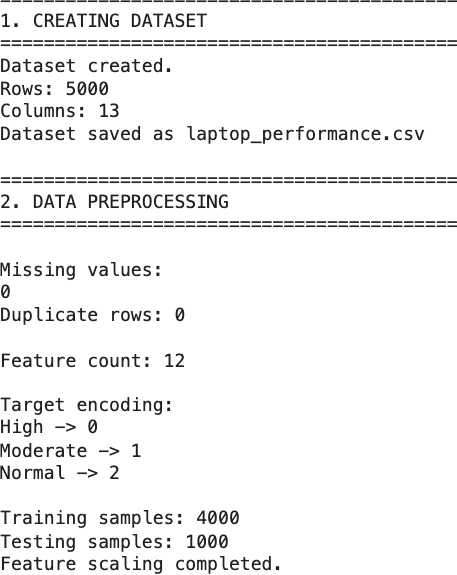 ==========================================
1. CREATING DATASET
==========================================
Dataset created.
Rows: 5000
Columns: 13
Dataset saved as laptop_performance.csv

==========================================
2. DATA PREPROCESSING
==========================================

Missing values:
0
Duplicate rows: 0

Feature count: 12

Target encoding:
High -> 0
Moderate -> 1
Normal -> 2

Training samples: 4000
Testing samples: 1000
Feature scaling completed.